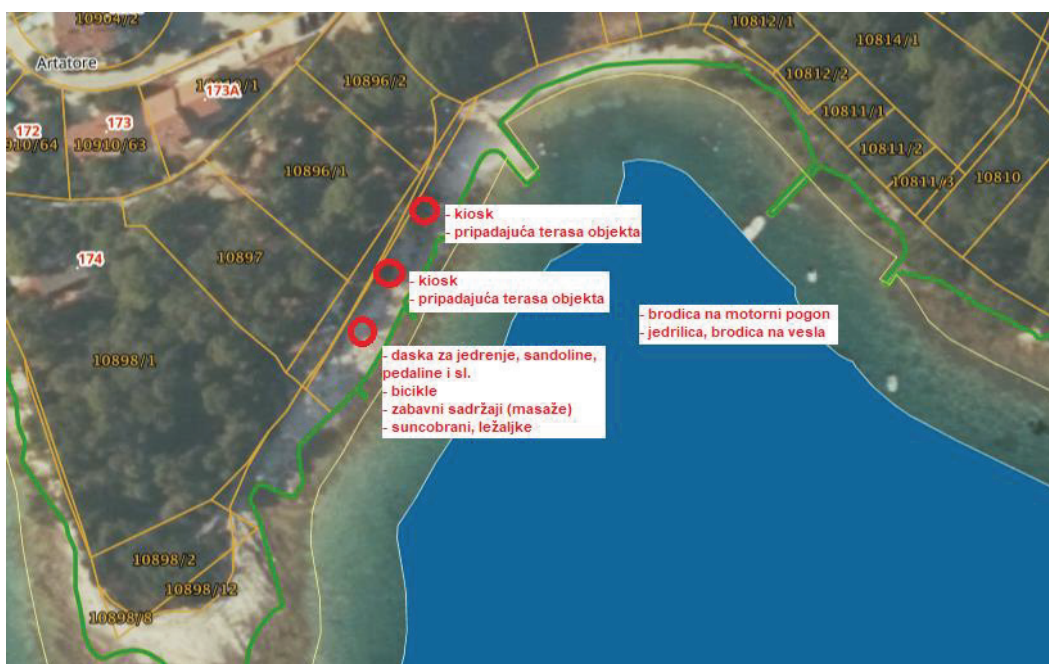 10904/2
10812/1
10814/1
Artatore
10896/2
10812/2
173A
/1
10811/1
172
173
910/64
10910/63
10811/2
10896/1
10811/3
10810
- kiosk
- pripadajuća terasa objekta
174
10897
- kiosk
- pripadajuća terasa objekta
- brodica na motorni pogon
- jedrilica, brodica na vesla
- daska za jedrenje, sandoline,
pedaline i sl.
- bicikle
- zabavni sadržaji (masaže)
- suncobrani, ležaljke
10898/1
10898/2
10898/12
10898/8